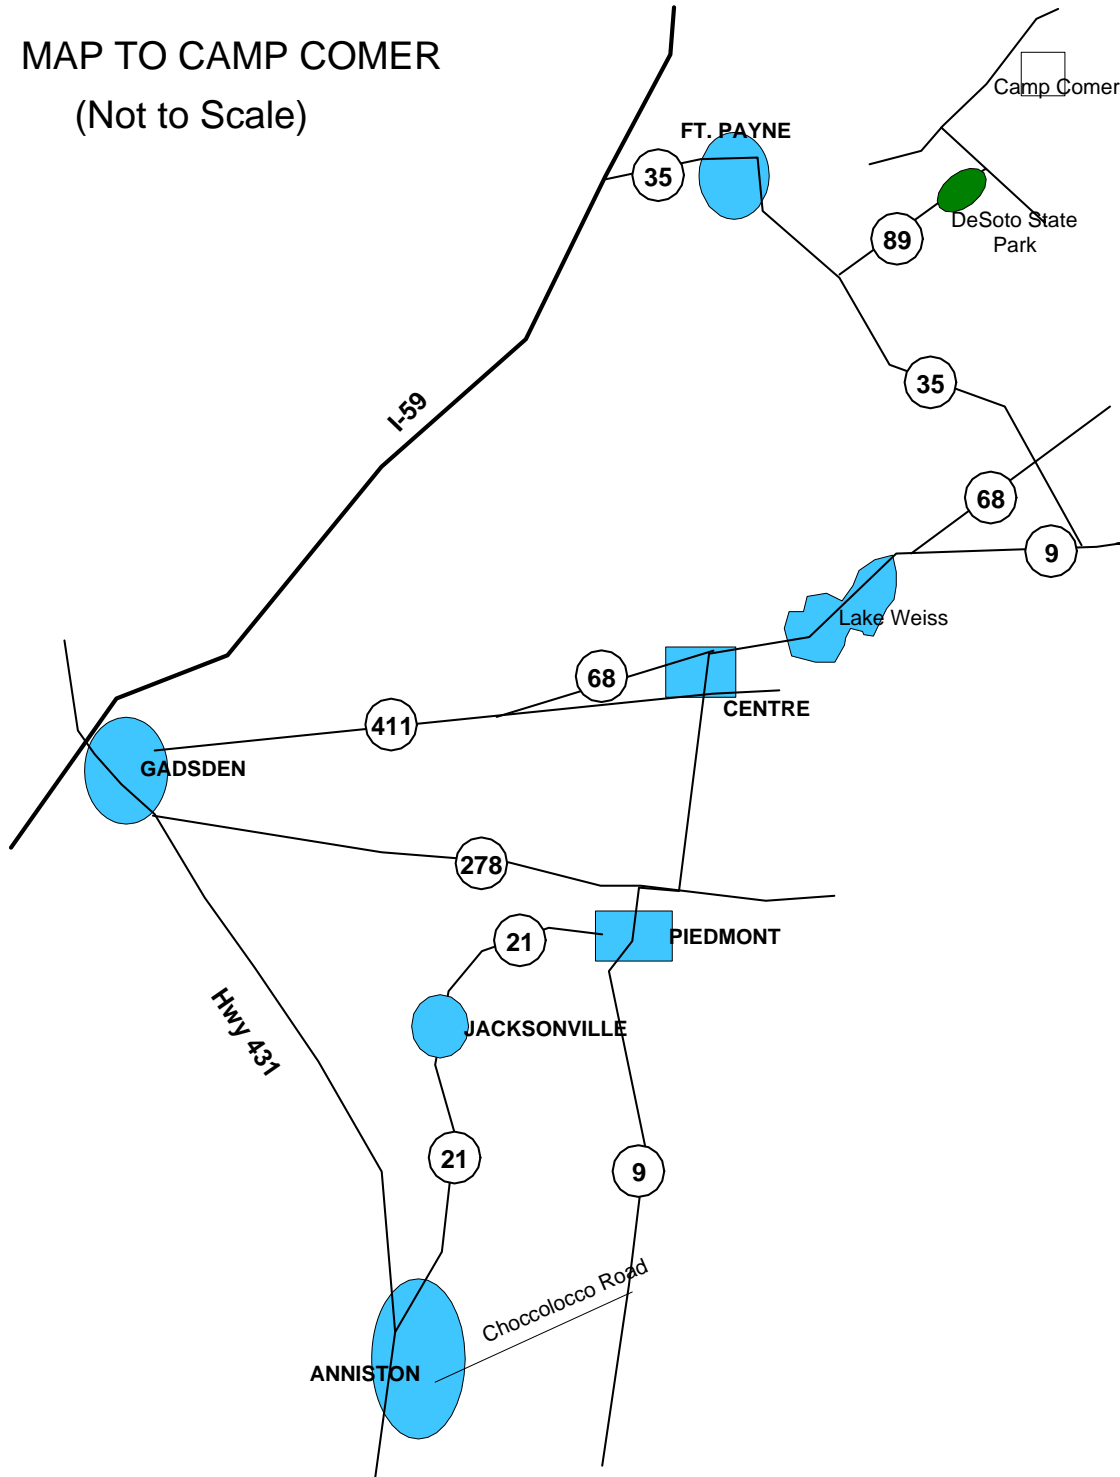 MAP TO CAMP COMER
(Not to Scale)
Camp Comer
FT. PAYNE
35
DeSoto State
Park
89
35
I-59
68
9
Lake Weiss
68
CENTRE
411
GADSDEN
278
21
PIEDMONT
Hwy 431
JACKSONVILLE
21
9
Choccolocco Road
ANNISTON